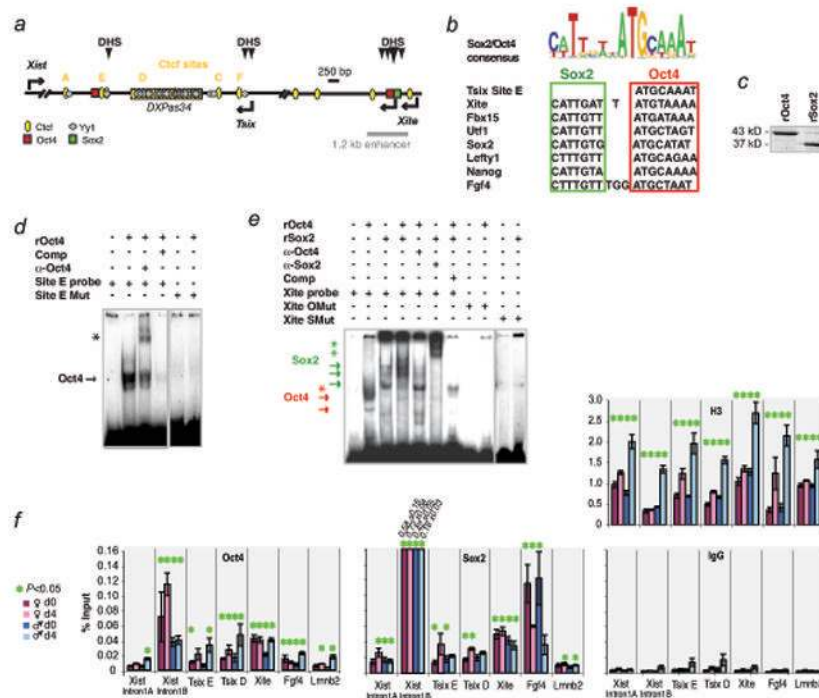 a
DHS
DHS
DHS
Xist
Ctcf sites
250 bp
A
E
D
C
F
DXPas34
Tsix
Xite
Ctcf
Yy1
Oct4
Sox2
1.2 kb enhancer
b
Sox2/Oct4
consensus
CATTGTTATGCAAAT
Sox2
Oct4
Tsix Site E ATGCAAAT
Xite CATTGAT T ATGTAAAA
Fbx15 CATTGTT ATGATAAA
Utf1 CATTGTT ATGCTAGT
Sox2 CATTGTG ATGCATAT
Lefty1 CTTTGTT ATGCAGAA
Nanog CATTGTA ATGCAAAA
Fgf4 CTTTGTT TGG ATGCTAAT
c
rOct4
rSox2
43 kD
37 kD
d
rOct4 - + + + - +
Comp - - - + - -
α-Oct4 - - + - - -
Site E probe + + + + - -
Site E Mut - - - - + +
*
Oct4
e
rOct4
rSox2
α-Oct4
α-Sox2
Comp
Xite probe
Xite OMut
Xite SMut
Sox2
*
Oct4
H3
3.0
2.5
2.0
1.5
1.0
0.5
0
f
P<0.05
♀ d0
♀ d4
♂ d0
♂ d4
% Input
0.16
0.14
0.12
0.10
0.08
0.06
0.04
0.02
0
Oct4
Sox2
IgG
Xist Intron1A
Xist Intron1B
Tsix E
Tsix D
Xite
Fgf4
Lmnb2
Xist Intron1A
Xist Intron1B
Tsix E
Tsix D
Xite
Fgf4
Lmnb2
Xist Intron1A
Xist Intron1B
Tsix E
Tsix D
Xite
Fgf4